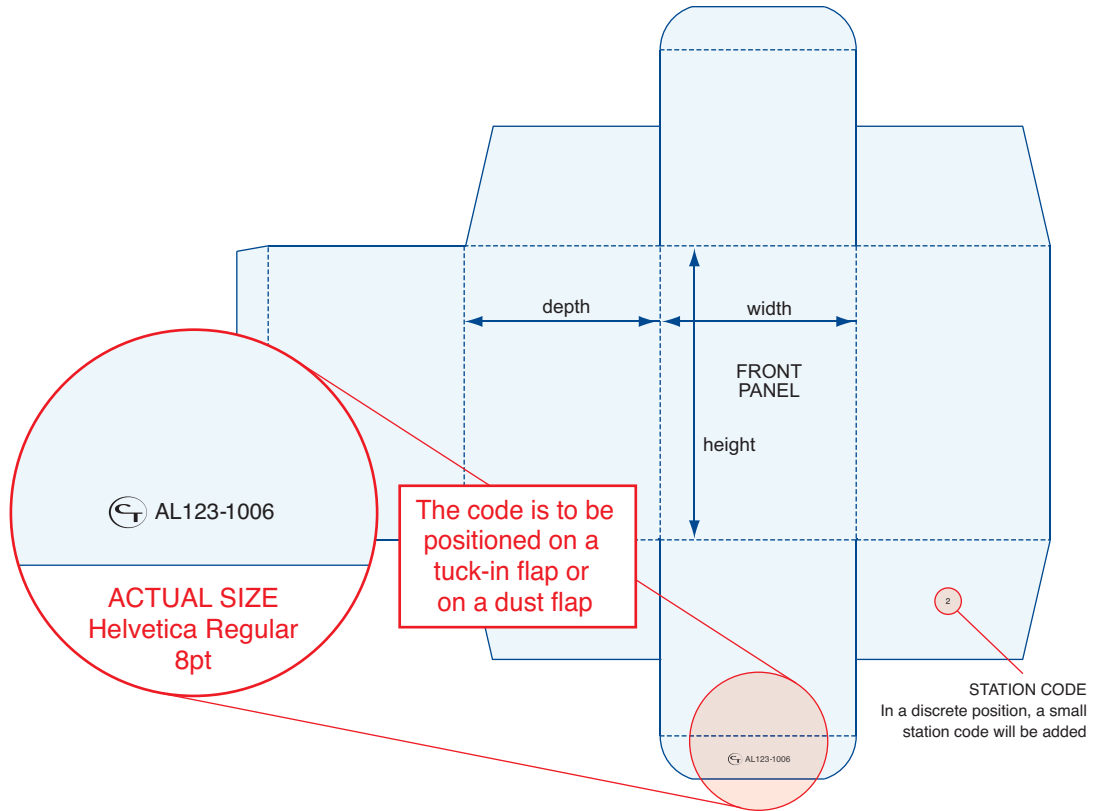 depth
width
FRONT
PANEL
height
CT AL123-1006
The code is to be
positioned on a
tuck-in flap or
on a dust flap
ACTUAL SIZE
Helvetica Regular
8pt
2
STATION CODE
In a discrete position, a small
station code will be added
CT AL123-1006